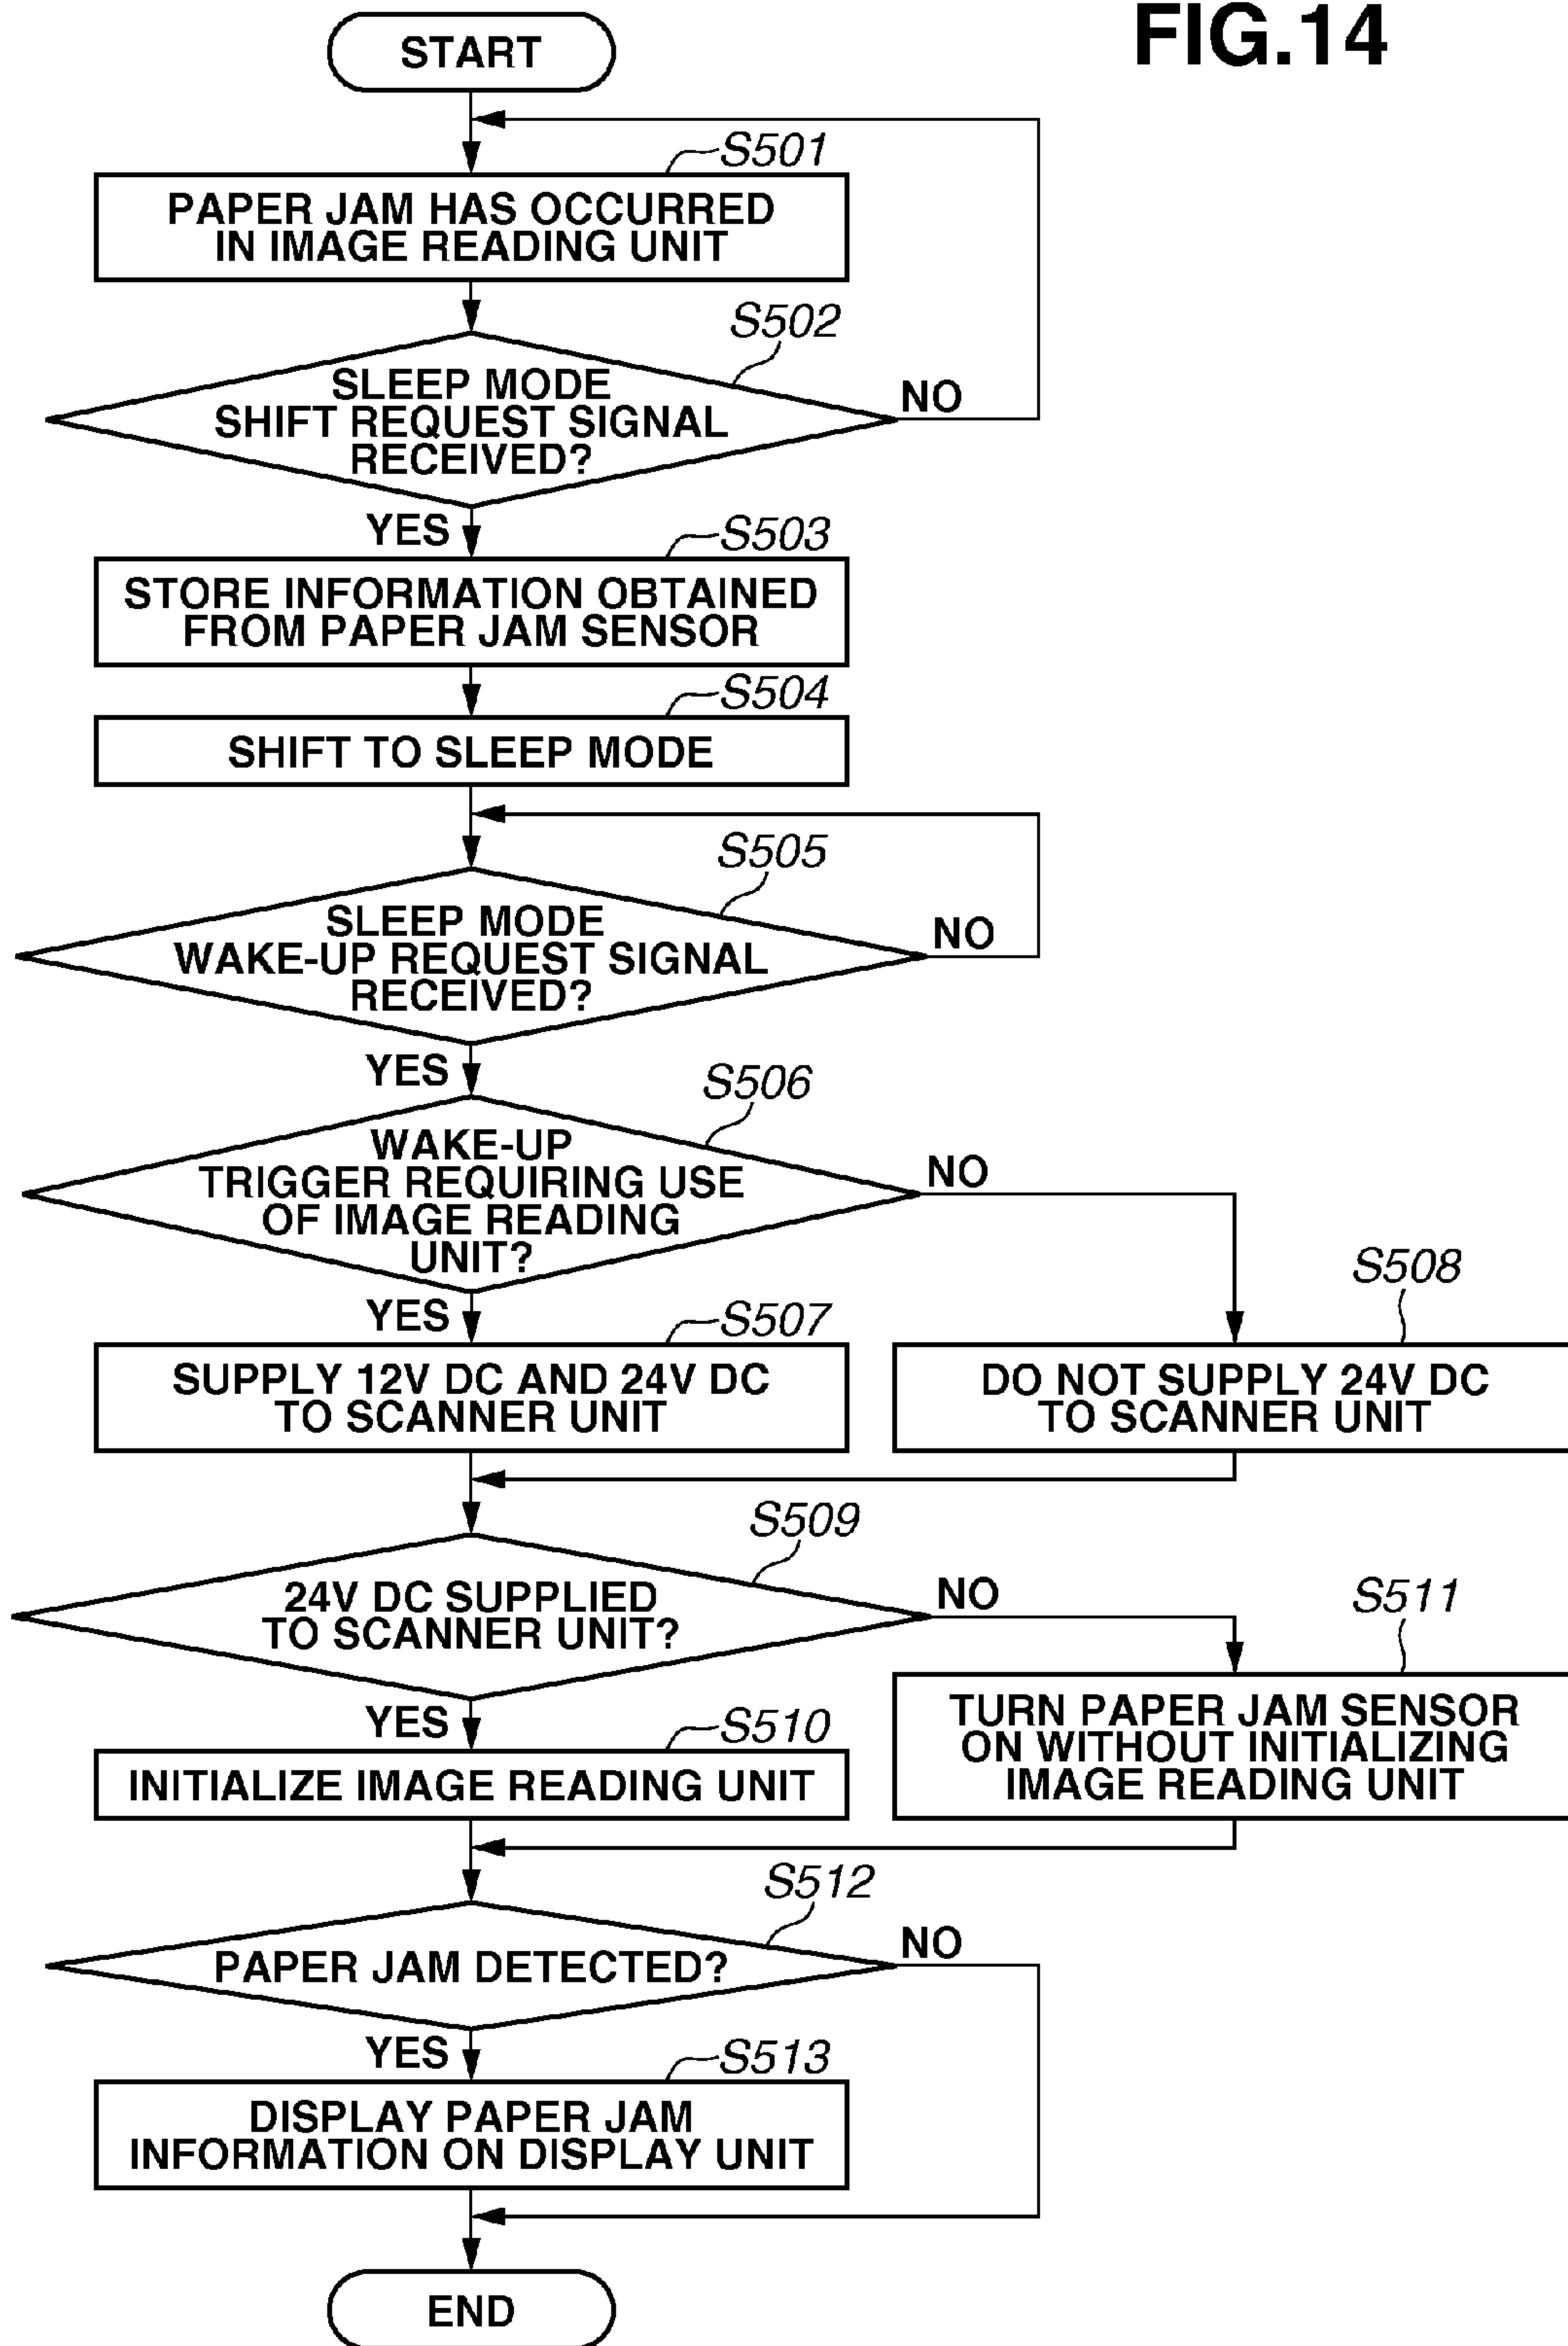 FIG.14
START
S501
PAPER JAM HAS OCCURRED
IN IMAGE READING UNIT
S502
SLEEP MODE
SHIFT REQUEST SIGNAL
RECEIVED?
NO
YES
S503
STORE INFORMATION OBTAINED
FROM PAPER JAM SENSOR
S504
SHIFT TO SLEEP MODE
S505
SLEEP MODE
WAKE-UP REQUEST SIGNAL
RECEIVED?
NO
YES
S506
WAKE-UP
TRIGGER REQUIRING USE
OF IMAGE READING
UNIT?
NO
YES
S507
SUPPLY 12V DC AND 24V DC
TO SCANNER UNIT
S508
DO NOT SUPPLY 24V DC
TO SCANNER UNIT
S509
24V DC SUPPLIED
TO SCANNER UNIT?
NO
YES
S510
INITIALIZE IMAGE READING UNIT
S511
TURN PAPER JAM SENSOR
ON WITHOUT INITIALIZING
IMAGE READING UNIT
S512
PAPER JAM DETECTED?
NO
YES
S513
DISPLAY PAPER JAM
INFORMATION ON DISPLAY UNIT
END